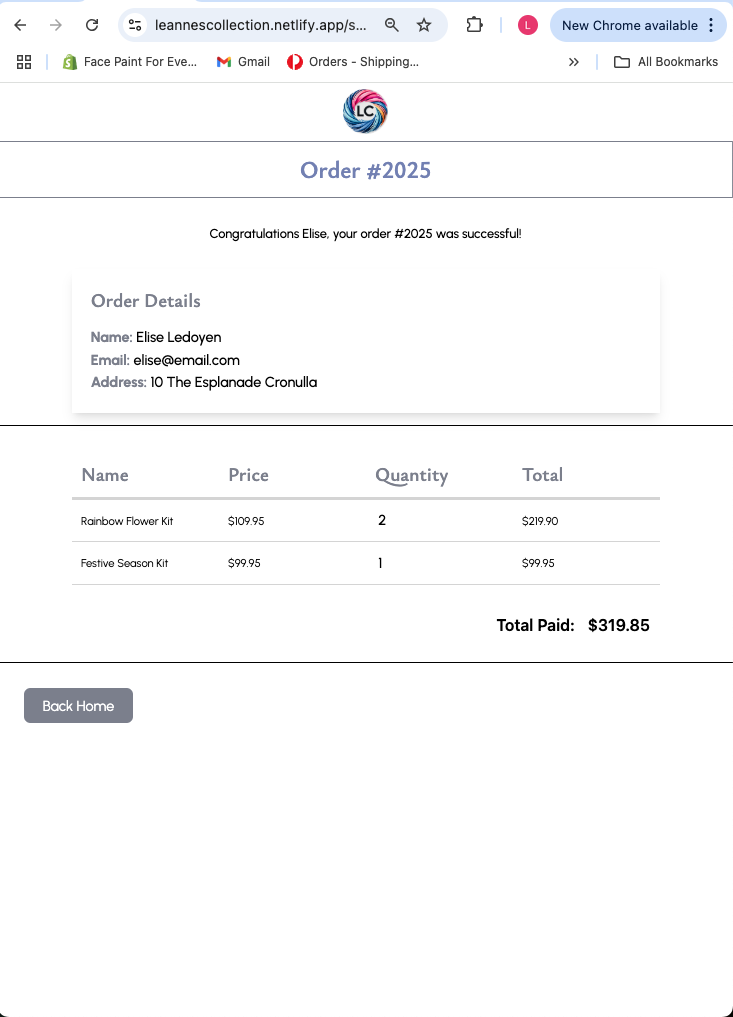 leannescollection.netlify.app/s...
New Chrome available
L
Face Paint For Eve...
Gmail
Orders - Shipping...
All Bookmarks
LC
Order #2025
Congratulations Elise, your order #2025 was successful!
Order Details
Name: Elise Ledoyen
Email: elise@email.com
Address: 10 The Esplanade Cronulla
Name Price Quantity Total
Rainbow Flower Kit $109.95 2 $219.90
Festive Season Kit $99.95 1 $99.95
Total Paid: $319.85
Back Home